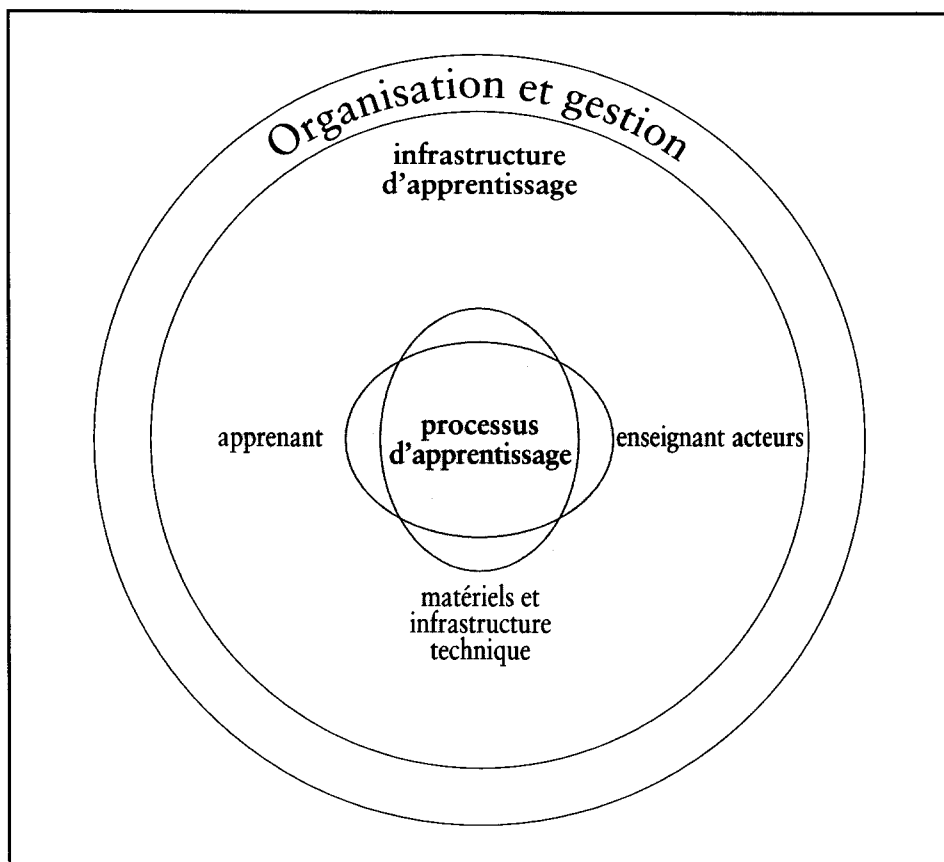 Organisation et gestion
infrastructure
d'apprentissage
apprenant
processus
d'apprentissage
enseignant acteurs
matériels et
infrastructure
technique